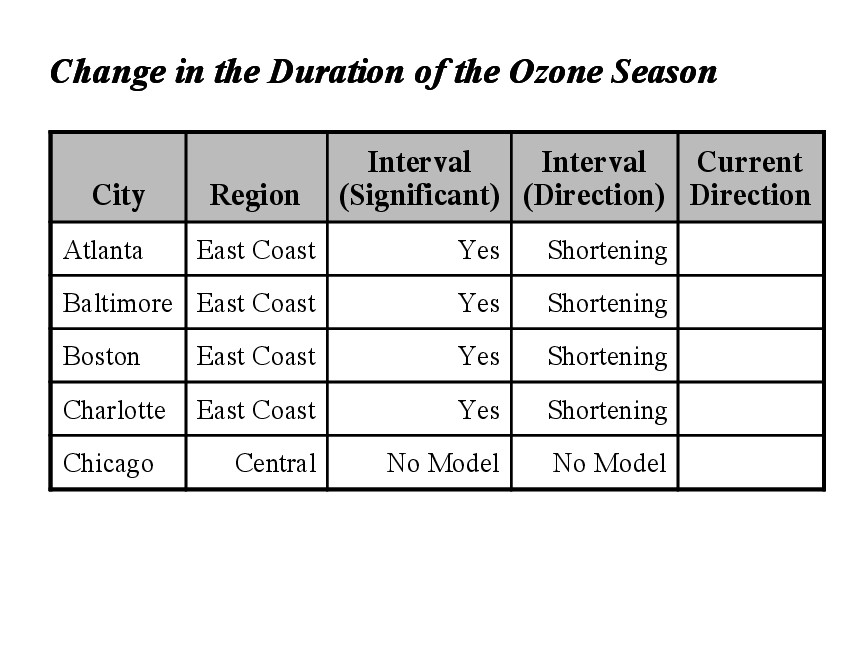 Change in the Duration of the Ozone Season
City Region Interval (Significant) Interval (Direction) Current Direction
Atlanta East Coast Yes Shortening
Baltimore East Coast Yes Shortening
Boston East Coast Yes Shortening
Charlotte East Coast Yes Shortening
Chicago Central No Model No Model